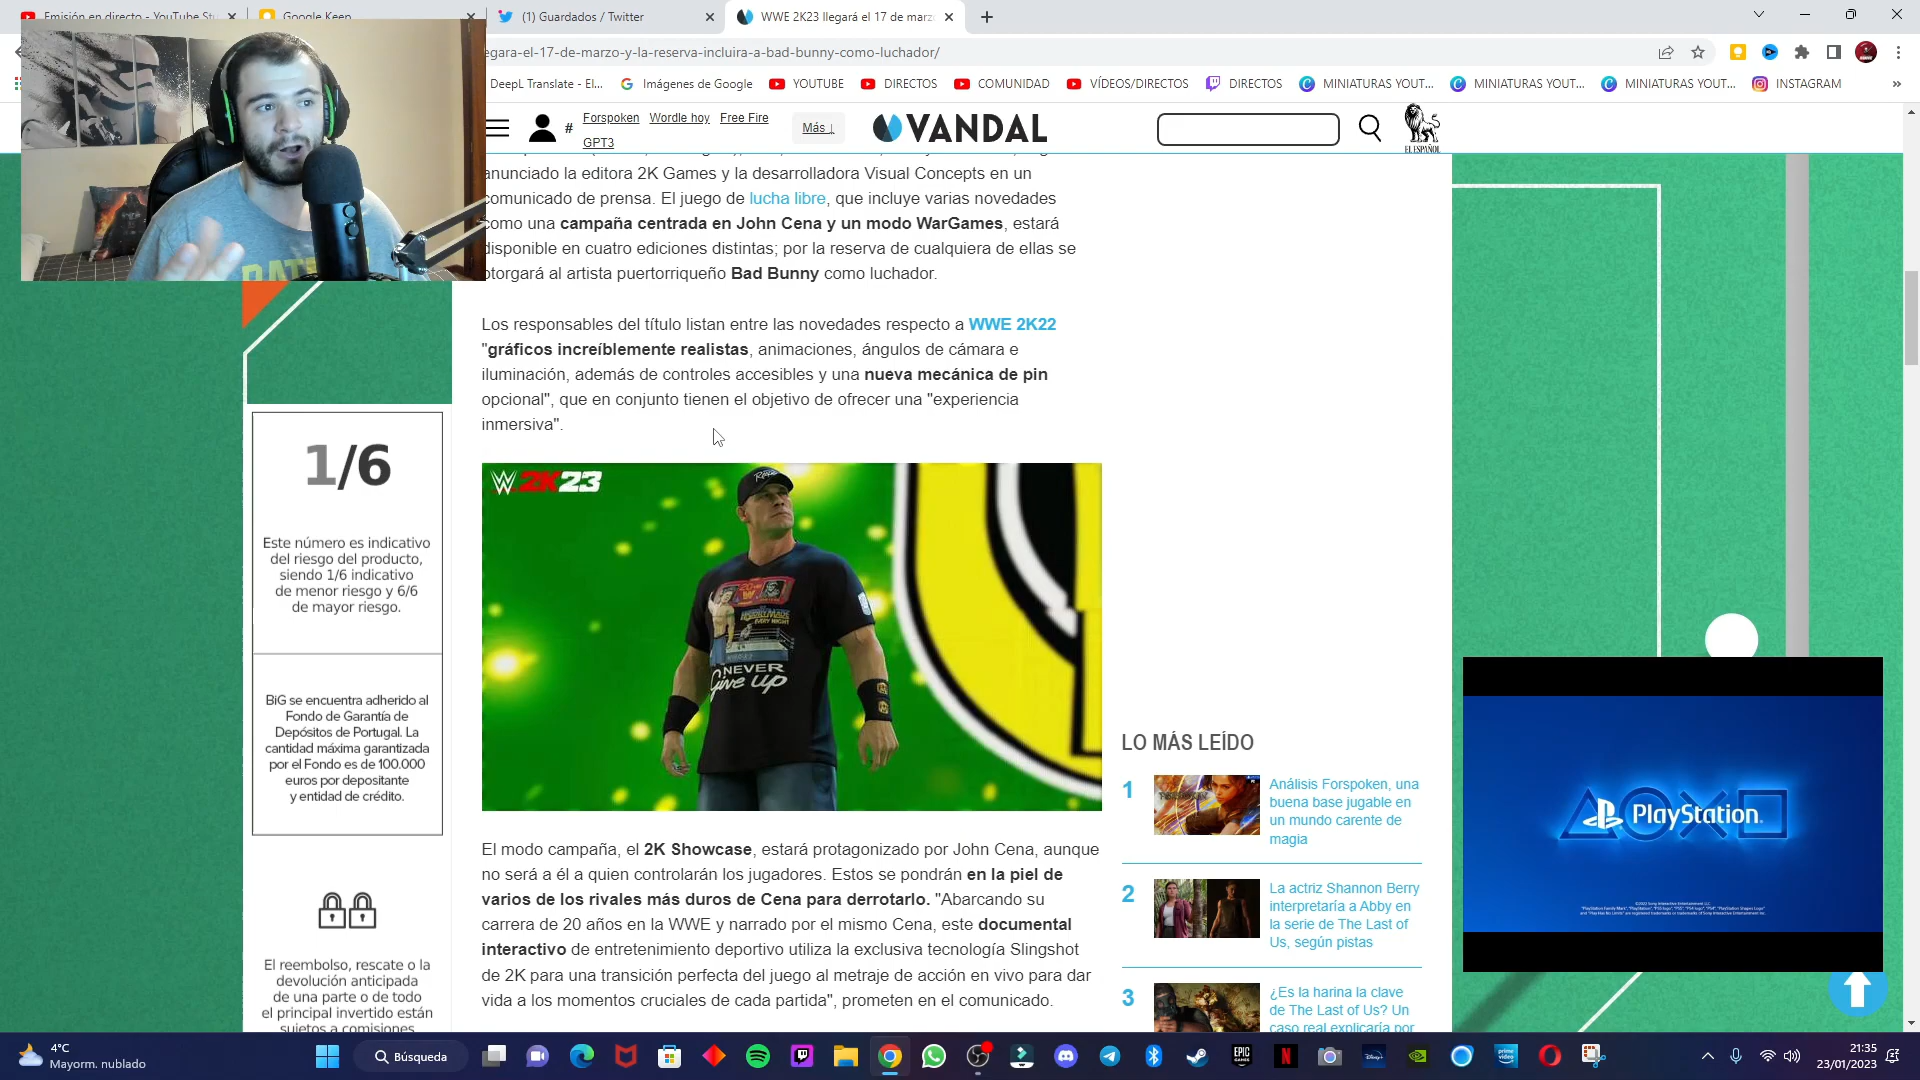 Emisión en directo - YouTube Stu
Google Keep
(1) Guardados / Twitter
WWE 2K23 llegará el 17 de marz
egara-el-17-de-marzo-y-la-reserva-incluira-a-bad-bunny-como-luchador/
DeepL Translate - El...
Imágenes de Google
YOUTUBE
DIRECTOS
COMUNIDAD
VÍDEOS/DIRECTOS
DIRECTOS
MINIATURAS YOUT...
MINIATURAS YOUT...
MINIATURAS YOUT...
INSTAGRAM
»
# Forspoken Wordle hoy Free Fire
GPT3
Más ↓
VANDAL
EL ESPAÑOL
anunciado la editora 2K Games y la desarrolladora Visual Concepts en un
comunicado de prensa. El juego de lucha libre, que incluye varias novedades
como una campaña centrada en John Cena y un modo WarGames, estará
disponible en cuatro ediciones distintas; por la reserva de cualquiera de ellas se
otorgará al artista puertorriqueño Bad Bunny como luchador.
Los responsables del título listan entre las novedades respecto a WWE 2K22
"gráficos increíblemente realistas, animaciones, ángulos de cámara e
iluminación, además de controles accesibles y una nueva mecánica de pin
opcional", que en conjunto tienen el objetivo de ofrecer una "experiencia
inmersiva".
W 2K23
NEVER
Give up
El modo campaña, el 2K Showcase, estará protagonizado por John Cena, aunque
no será a él a quien controlarán los jugadores. Estos se pondrán en la piel de
varios de los rivales más duros de Cena para derrotarlo. "Abarcando su
carrera de 20 años en la WWE y narrado por el mismo Cena, este documental
interactivo de entretenimiento deportivo utiliza la exclusiva tecnología Slingshot
de 2K para una transición perfecta del juego al metraje de acción en vivo para dar
vida a los momentos cruciales de cada partida", prometen en el comunicado.
1/6
Este número es indicativo
del riesgo del producto,
siendo 1/6 indicativo
de menor riesgo y 6/6
de mayor riesgo.
BiG se encuentra adherido al
Fondo de Garantía de
Depósitos de Portugal. La
cantidad máxima garantizada
por el Fondo es de 100.000
euros por depositante
y entidad de crédito.
El reembolso, rescate o la
devolución anticipada
de una parte o de todo
el principal invertido están
sujetos a comisiones
LO MÁS LEÍDO
1
Análisis Forspoken, una
buena base jugable en
un mundo carente de
magia
2
La actriz Shannon Berry
interpretaría a Abby en
la serie de The Last of
Us, según pistas
3
¿Es la harina la clave
de The Last of Us? Un
caso real explicaría por
PlayStation
4°C
Mayorm. nublado
Búsqueda
EPIC
GAMES
21:35
23/01/2023